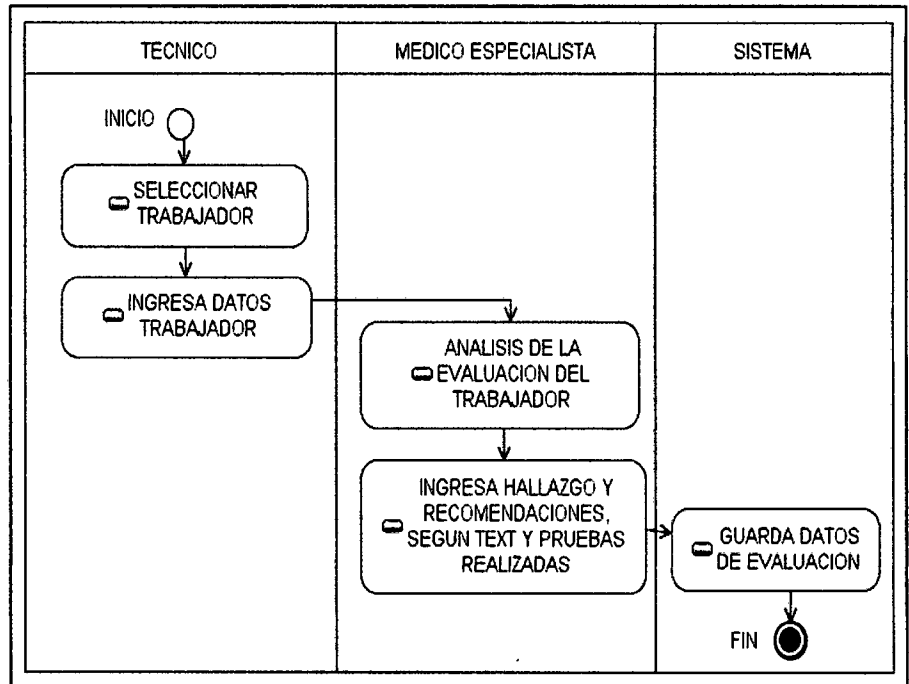 TECNICO
MEDICO ESPECIALISTA
SISTEMA
INICIO
SELECCIONAR
TRABAJADOR
INGRESA DATOS
TRABAJADOR
ANALISIS DE LA
EVALUACION DEL
TRABAJADOR
INGRESA HALLAZGO Y
RECOMENDACIONES,
SEGUN TEXT Y PRUEBAS
REALIZADAS
GUARDA DATOS
DE EVALUACION
FIN